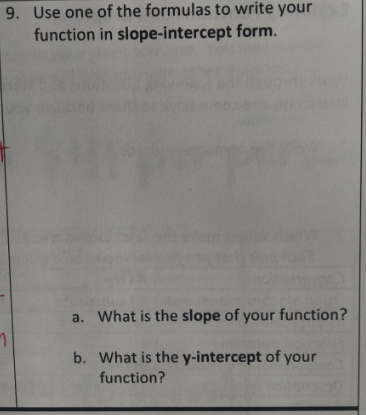 9. Use one of the formulas to write your
function in slope-intercept form.
a. What is the slope of your function?
b. What is the y-intercept of your
function?